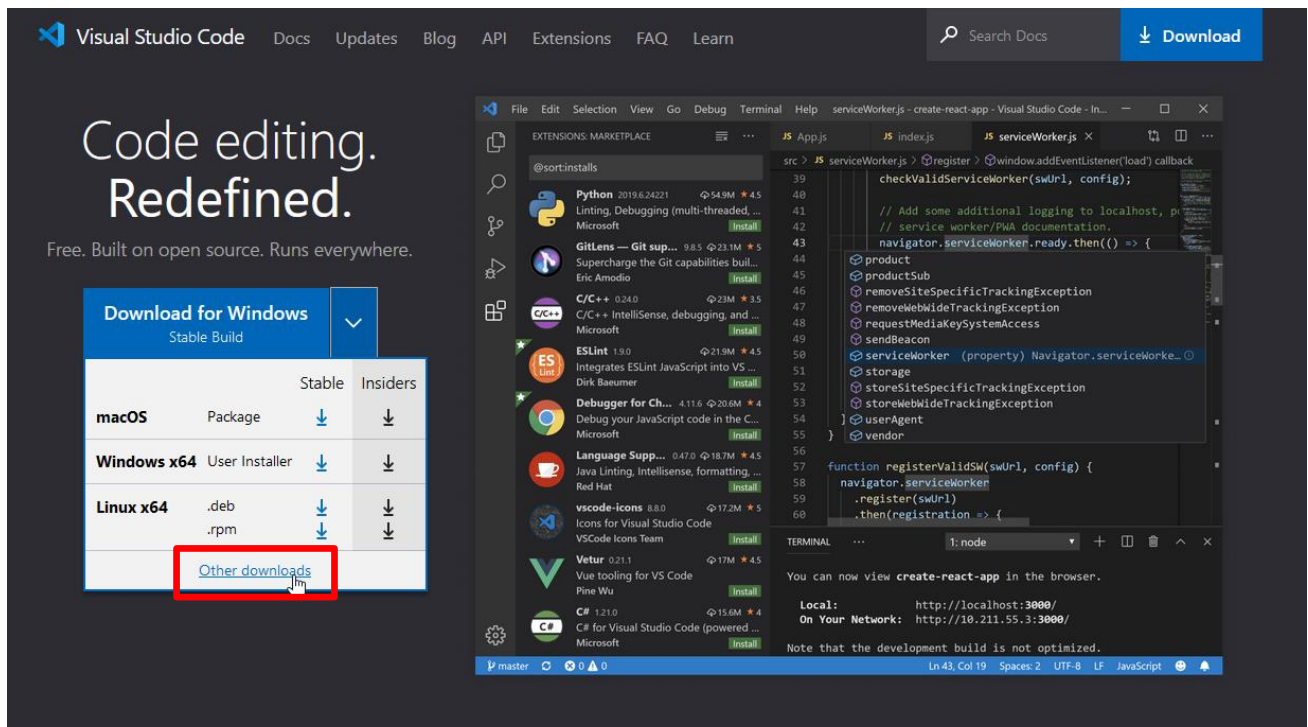 Visual Studio Code Docs Updates Blog API Extensions FAQ Learn Search Docs Download
Code editing.
Redefined.
Free. Built on open source. Runs everywhere.
Download for Windows
Stable Build
Stable Insiders
macOS Package
Windows x64 User Installer
Linux x64 .deb
.rpm
Other downloads
File Edit Selection View Go Debug Terminal Help serviceWorker.js - create-react-app - Visual Studio Code - In...
EXTENSIONS: MARKETPLACE
@sort:installs
Python 2019.6.24221 54.9M 4.5
Linting, Debugging (multi-threaded, ...
Microsoft Install
GitLens — Git sup... 9.8.5 23.1M 5
Supercharge the Git capabilities buil...
Eric Amodio Install
C/C++ 0.24.0 23M 3.5
C/C++ IntelliSense, debugging, and ...
Microsoft Install
ESLint 1.9.0 21.9M 4.5
Integrates ESLint JavaScript into VS ...
Dirk Baeumer Install
Debugger for Ch... 4.11.6 20.6M 4
Debug your JavaScript code in the C...
Microsoft Install
Language Supp... 0.47.0 18.7M 4.5
Java Linting, Intellisense, formatting, ...
Red Hat Install
vscode-icons 8.8.0 17.2M 5
Icons for Visual Studio Code
VSCode Icons Team Install
Vetur 0.21.1 17M 4.5
Vue tooling for VS Code
Pine Wu Install
C# 1.21.0 15.6M 4
C# for Visual Studio Code (powered ...
Microsoft Install
C/C++
ES
Lint
C#
JS App.js JS index.js JS serviceWorker.js
src > JS serviceWorker.js > register > window.addEventListener('load') callback
39 checkValidServiceWorker(swUrl, config);
40
41 // Add some additional logging to localhost, p
42 // service worker/PWA documentation.
43 navigator.serviceWorker.ready.then(() => {
44 product
45 productSub
46 removeSiteSpecificTrackingException
47 removeWebWideTrackingException
48 requestMediaKeySystemAccess
49 sendBeacon
50 serviceWorker (property) Navigator.serviceWorke...
51 storage
52 storeSiteSpecificTrackingException
53 storeWebWideTrackingException
54 } userAgent
55 } vendor
56
57 function registerValidSW(swUrl, config) {
58 navigator.serviceWorker
59 .register(swUrl)
60 .then(registration => {
TERMINAL ... 1: node
You can now view create-react-app in the browser.
Local: http://localhost:3000/
On Your Network: http://10.211.55.3:3000/
Note that the development build is not optimized.
master 0 0 Ln 43, Col 19 Spaces: 2 UTF-8 LF JavaScript